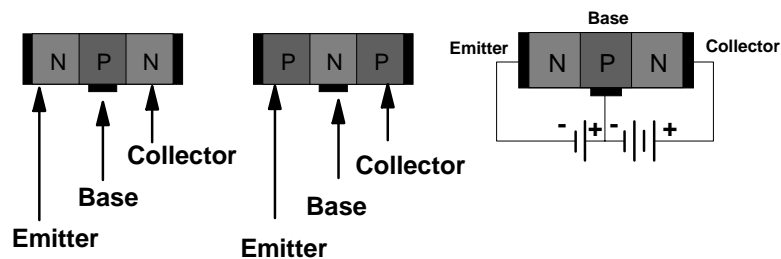 N P N
Collector
Base
Emitter
P N P
Collector
Base
Emitter
Base
Emitter
Collector
N P N
- + - +